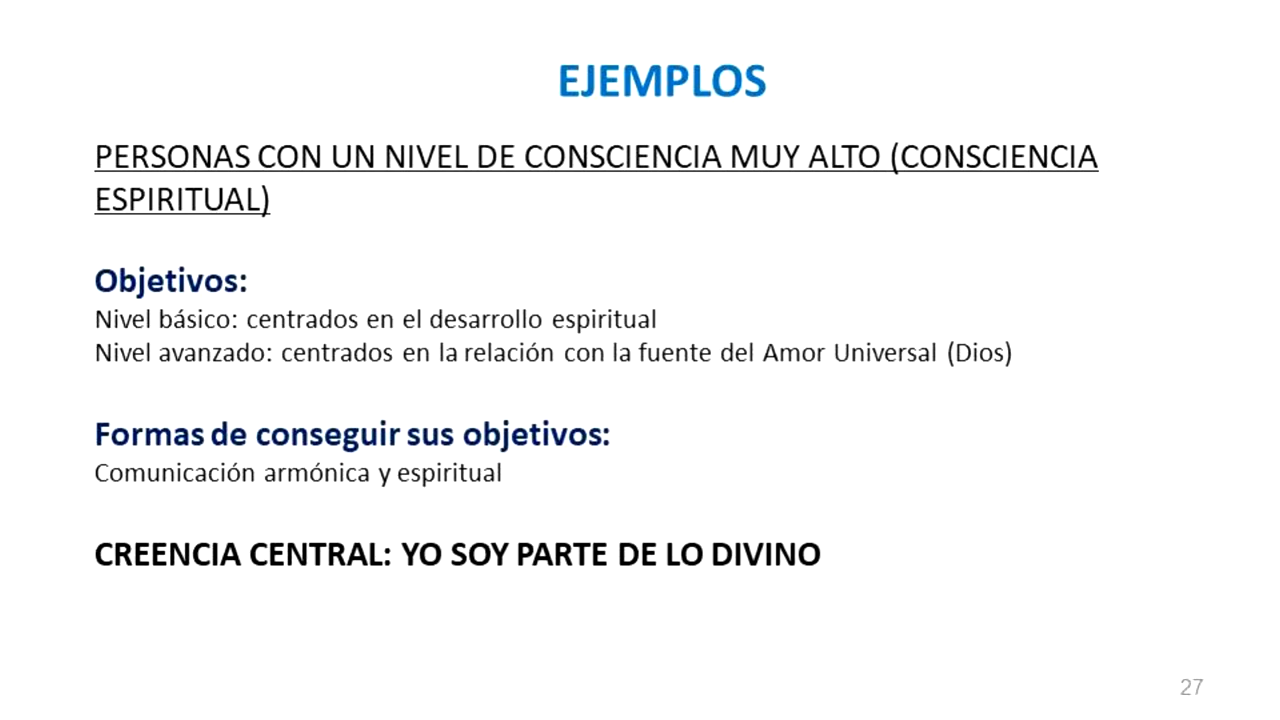 EJEMPLOS
PERSONAS CON UN NIVEL DE CONSCIENCIA MUY ALTO (CONSCIENCIA
ESPIRITUAL)
Objetivos:
Nivel básico: centrados en el desarrollo espiritual
Nivel avanzado: centrados en la relación con la fuente del Amor Universal (Dios)
Formas de conseguir sus objetivos:
Comunicación armónica y espiritual
CREENCIA CENTRAL: YO SOY PARTE DE LO DIVINO
27